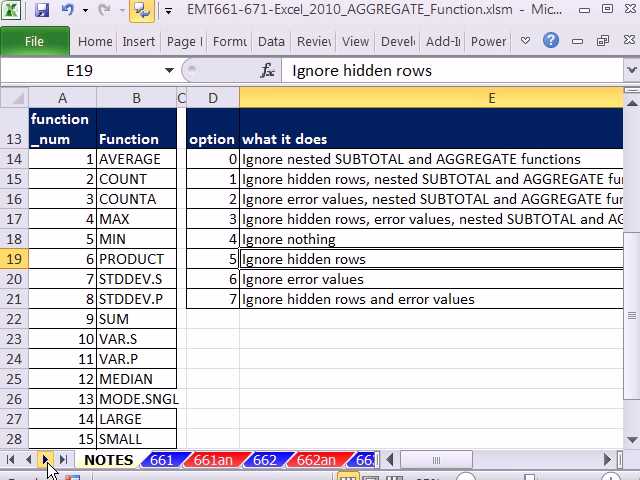 EMT661-671-Excel_2010_AGGREGATE_Function.xlsm - Mic...
File Home Insert Page Form Data Review View Devel Add-I Power
E19 fx Ignore hidden rows
A B C D E
function
13 _num Function option what it does
14 1 AVERAGE 0 Ignore nested SUBTOTAL and AGGREGATE functions
15 2 COUNT 1 Ignore hidden rows, nested SUBTOTAL and AGGREGATE fu
16 3 COUNTA 2 Ignore error values, nested SUBTOTAL and AGGREGATE fu
17 4 MAX 3 Ignore hidden rows, error values, nested SUBTOTAL and AG
18 5 MIN 4 Ignore nothing
19 6 PRODUCT 5 Ignore hidden rows
20 7 STDDEV.S 6 Ignore error values
21 8 STDDEV.P 7 Ignore hidden rows and error values
22 9 SUM
23 10 VAR.S
24 11 VAR.P
25 12 MEDIAN
26 13 MODE.SNGL
27 14 LARGE
28 15 SMALL
NOTES 661 661an 662 662an 66